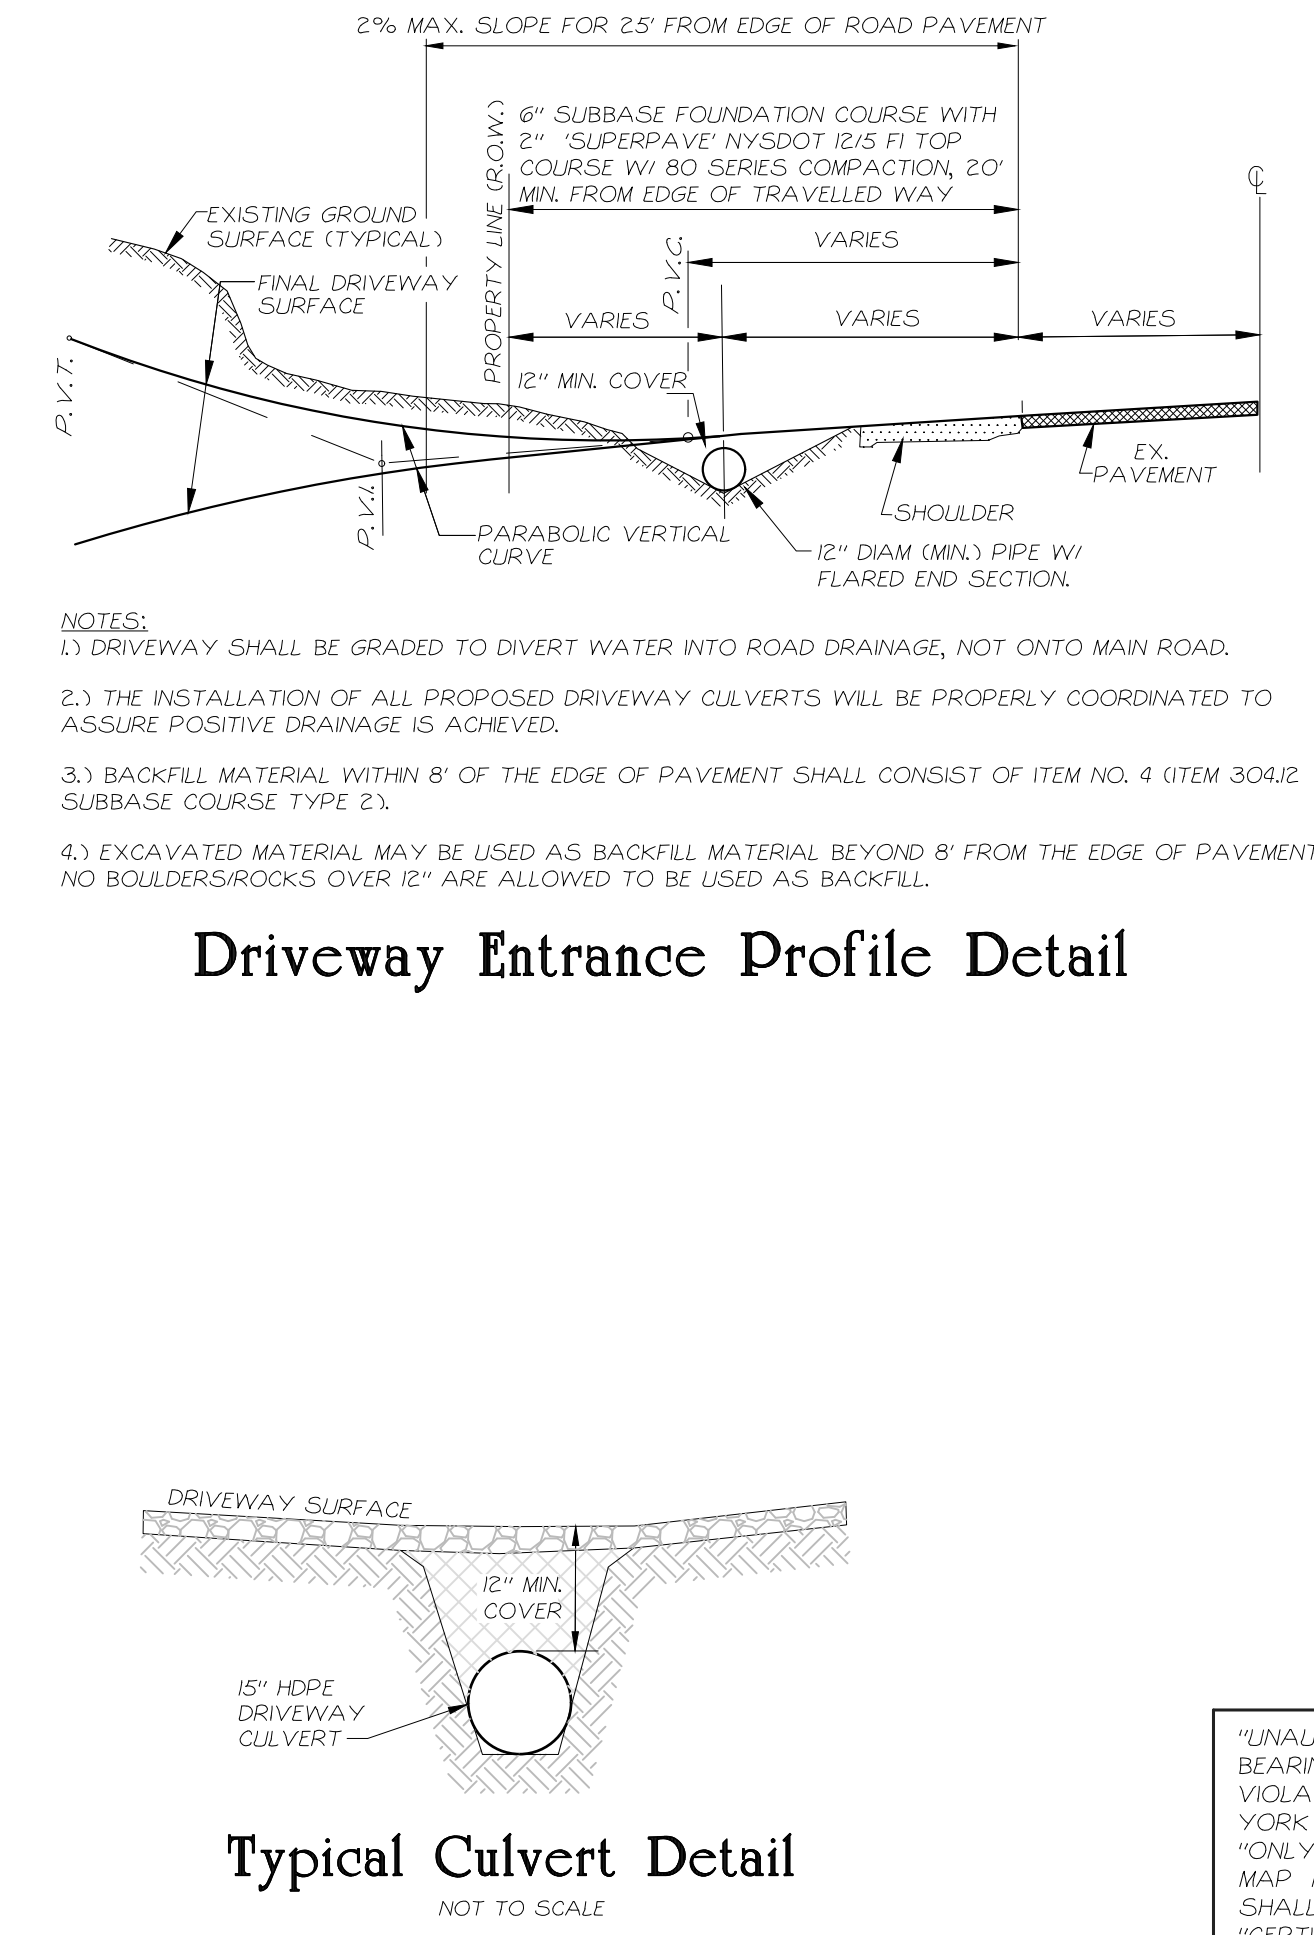 2% MAX. SLOPE FOR 25' FROM EDGE OF ROAD PAVEMENT
PROPERTY LINE (R.O.W.)
6" SUBBASE FOUNDATION COURSE WITH
2" 'SUPERPAVE' NYSDOT 12/5 F1 TOP
COURSE W/ 80 SERIES COMPACTION, 20'
MIN. FROM EDGE OF TRAVELLED WAY
CL
EXISTING GROUND
SURFACE (TYPICAL)
P.V.C.
VARIES
FINAL DRIVEWAY
SURFACE
VARIES
VARIES
VARIES
P.V.T.
12" MIN. COVER
EX.
PAVEMENT
P.V.I.
SHOULDER
PARABOLIC VERTICAL
CURVE
12" DIAM (MIN.) PIPE W/
FLARED END SECTION.
NOTES:
1.) DRIVEWAY SHALL BE GRADED TO DIVERT WATER INTO ROAD DRAINAGE, NOT ONTO MAIN ROAD.
2.) THE INSTALLATION OF ALL PROPOSED DRIVEWAY CULVERTS WILL BE PROPERLY COORDINATED TO
ASSURE POSITIVE DRAINAGE IS ACHIEVED.
3.) BACKFILL MATERIAL WITHIN 8' OF THE EDGE OF PAVEMENT SHALL CONSIST OF ITEM NO. 4 (ITEM 304.12
SUBBASE COURSE TYPE 2).
4.) EXCAVATED MATERIAL MAY BE USED AS BACKFILL MATERIAL BEYOND 8' FROM THE EDGE OF PAVEMENT
NO BOULDERS/ROCKS OVER 12" ARE ALLOWED TO BE USED AS BACKFILL.
Driveway Entrance Profile Detail
DRIVEWAY SURFACE
12" MIN.
COVER
15" HDPE
DRIVEWAY
CULVERT
Typical Culvert Detail
NOT TO SCALE
"UNAU
BEARIN
VIOLA
YORK
"ONLY
MAP
SHALL
"CERTI